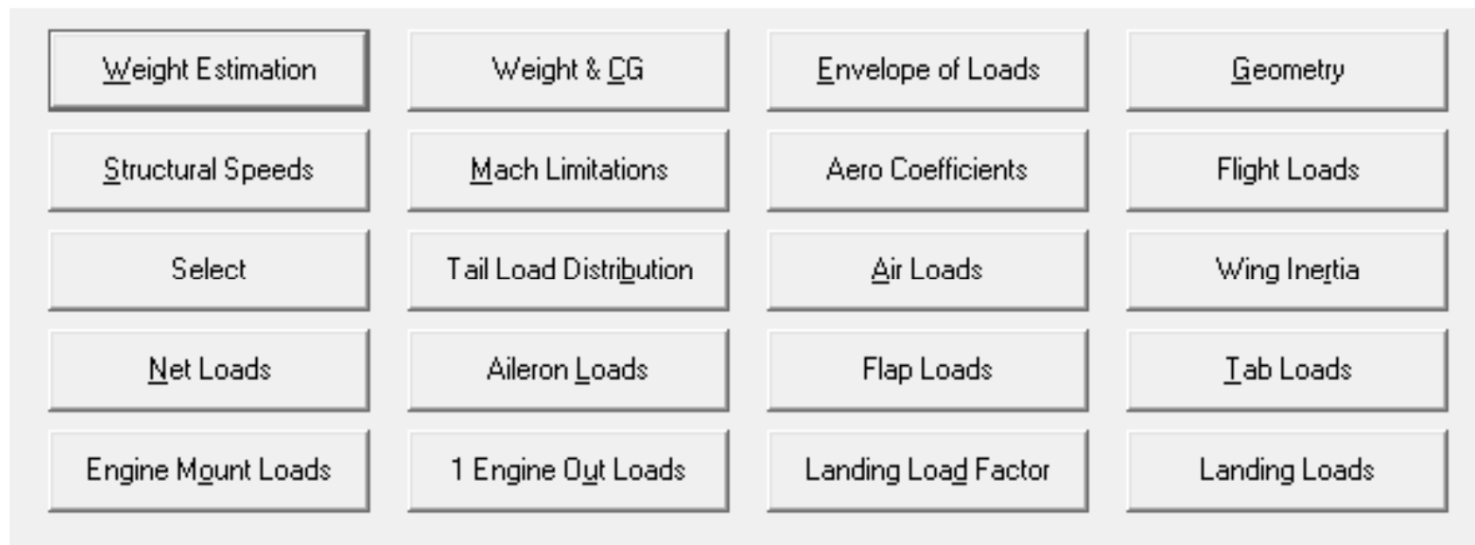 Weight Estimation
Weight & CG
Envelope of Loads
Geometry
Structural Speeds
Mach Limitations
Aero Coefficients
Flight Loads
Select
Tail Load Distribution
Air Loads
Wing Inertia
Net Loads
Aileron Loads
Flap Loads
Tab Loads
Engine Mount Loads
1 Engine Out Loads
Landing Load Factor
Landing Loads